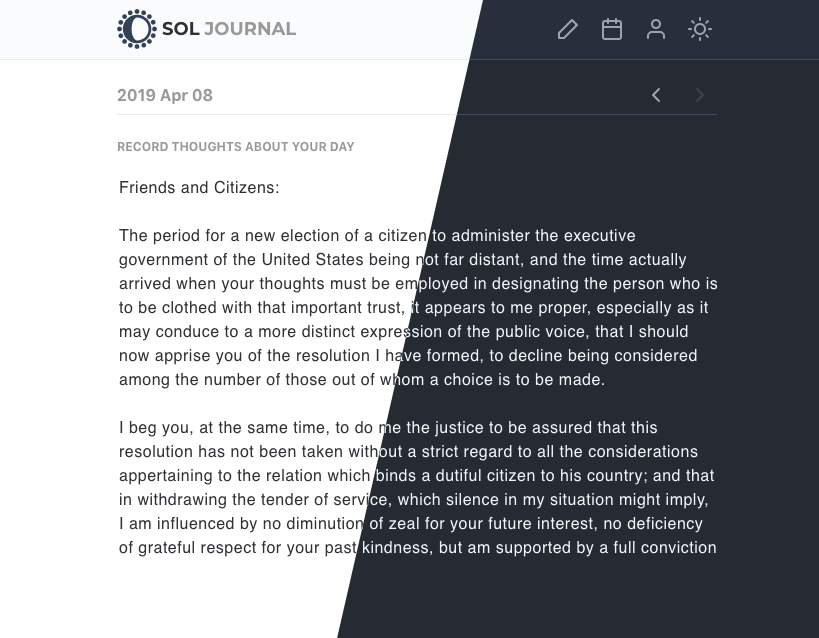 SOL JOURNAL
2019 Apr 08
RECORD THOUGHTS ABOUT YOUR DAY
Friends and Citizens:
The period for a new election of a citizen to administer the executive
government of the United States being not far distant, and the time actually
arrived when your thoughts must be employed in designating the person who is
to be clothed with that important trust, it appears to me proper, especially as it
may conduce to a more distinct expression of the public voice, that I should
now apprise you of the resolution I have formed, to decline being considered
among the number of those out of whom a choice is to be made.
I beg you, at the same time, to do me the justice to be assured that this
resolution has not been taken without a strict regard to all the considerations
appertaining to the relation which binds a dutiful citizen to his country; and that
in withdrawing the tender of service, which silence in my situation might imply,
I am influenced by no diminution of zeal for your future interest, no deficiency
of grateful respect for your past kindness, but am supported by a full conviction